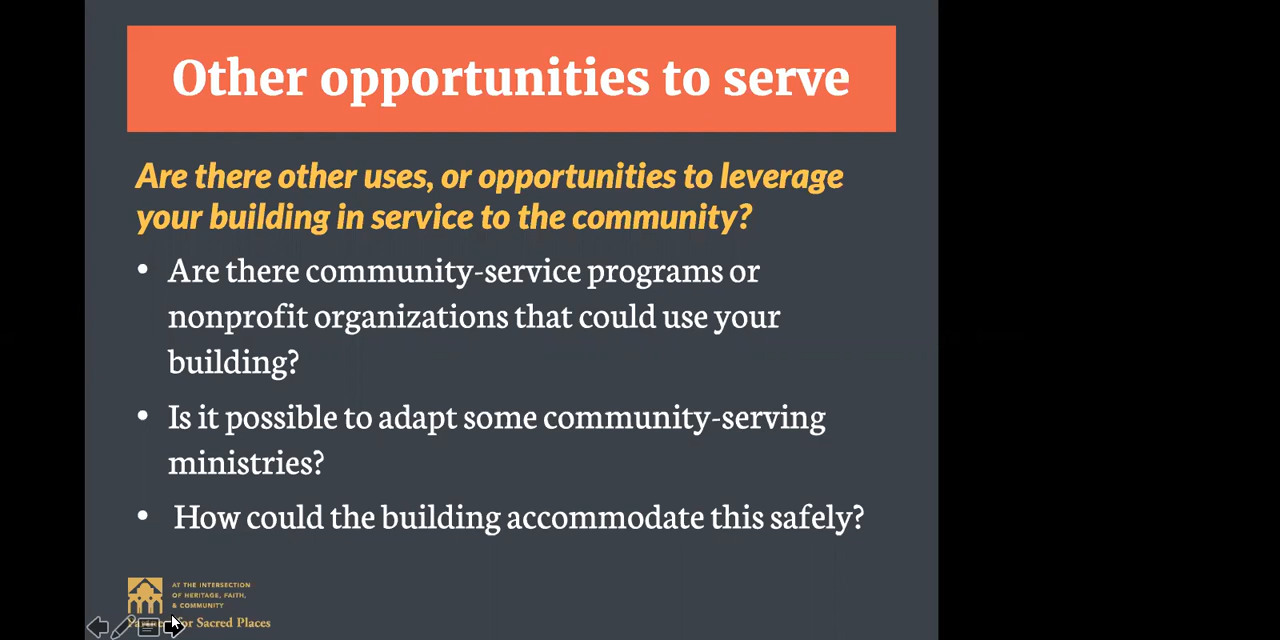 Other opportunities to serve
Are there other uses, or opportunities to leverage
your building in service to the community?
• Are there community-service programs or
nonprofit organizations that could use your
building?
• Is it possible to adapt some community-serving
ministries?
• How could the building accommodate this safely?
AT THE INTERSECTION
OF HERITAGE, FAITH,
& COMMUNITY
for Sacred Places